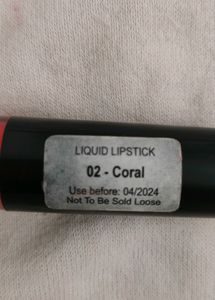 LIQUID LIPSTICK
02 - Coral
Use before: 04/2024
Not To Be Sold Loose